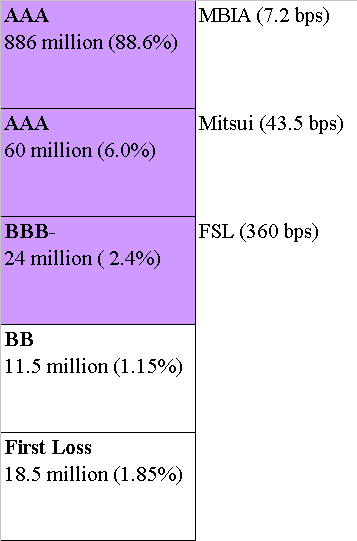 AAA
MBIA (7.2 bps)
886 million (88.6%)
AAA
Mitsui (43.5 bps)
60 million (6.0%)
BBB-
FSL (360 bps)
24 million ( 2.4%)
BB
11.5 million (1.15%)
First Loss
18.5 million (1.85%)